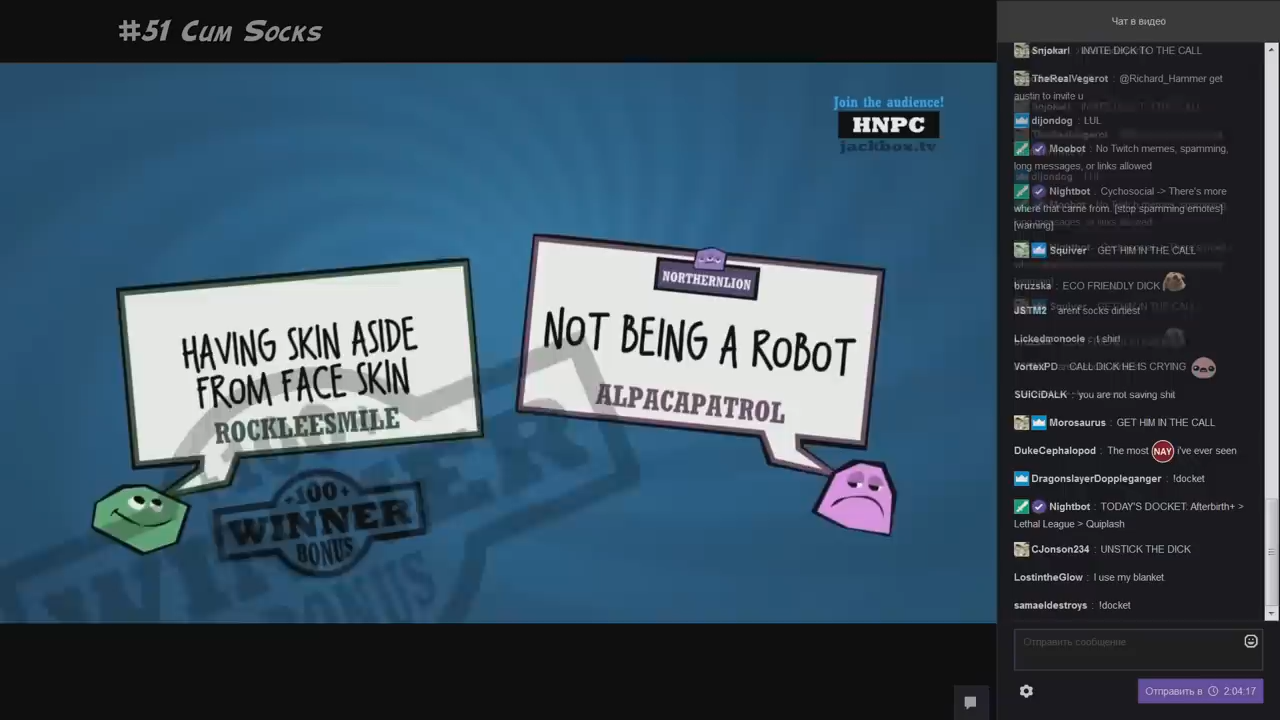 #51 Cum Socks
Join the audience!
HNPC
jackbox.tv
HAVING SKIN ASIDE
FROM FACE SKIN
ROCKLEESMILE
NORTHERNLION
NOT BEING A ROBOT
ALPACAPATROL
+100+
WINNER
BONUS
Чат в видео
Snjokarl : INVITE DICK TO THE CALL
TheRealVegerot : @Richard_Hammer get
austin to invite u
dijondog : LUL
Moobot : No Twitch memes, spamming,
long messages, or links allowed
Nightbot : Cychosocial -> There's more
where that came from. [stop spamming emotes]
[warning]
Squiver : GET HIM IN THE CALL
bruzska : ECO FRIENDLY DICK
JSTM2 : arent socks dirtiest
Lickedmonocle : I shirt
VortexPD : CALL DICK HE IS CRYING
SUICIDALK : you are not saving shit
Morosaurus : GET HIM IN THE CALL
DukeCephalopod : The most NAY i've ever seen
DragonslayerDoppleganger : !docket
Nightbot : TODAY'S DOCKET: Afterbirth+ >
Lethal League > Quiplash
CJonson234 : UNSTICK THE DICK
LostintheGlow : I use my blanket
samaeldestroys : !docket
Отправить сообщение
Отправить в 2:04:17